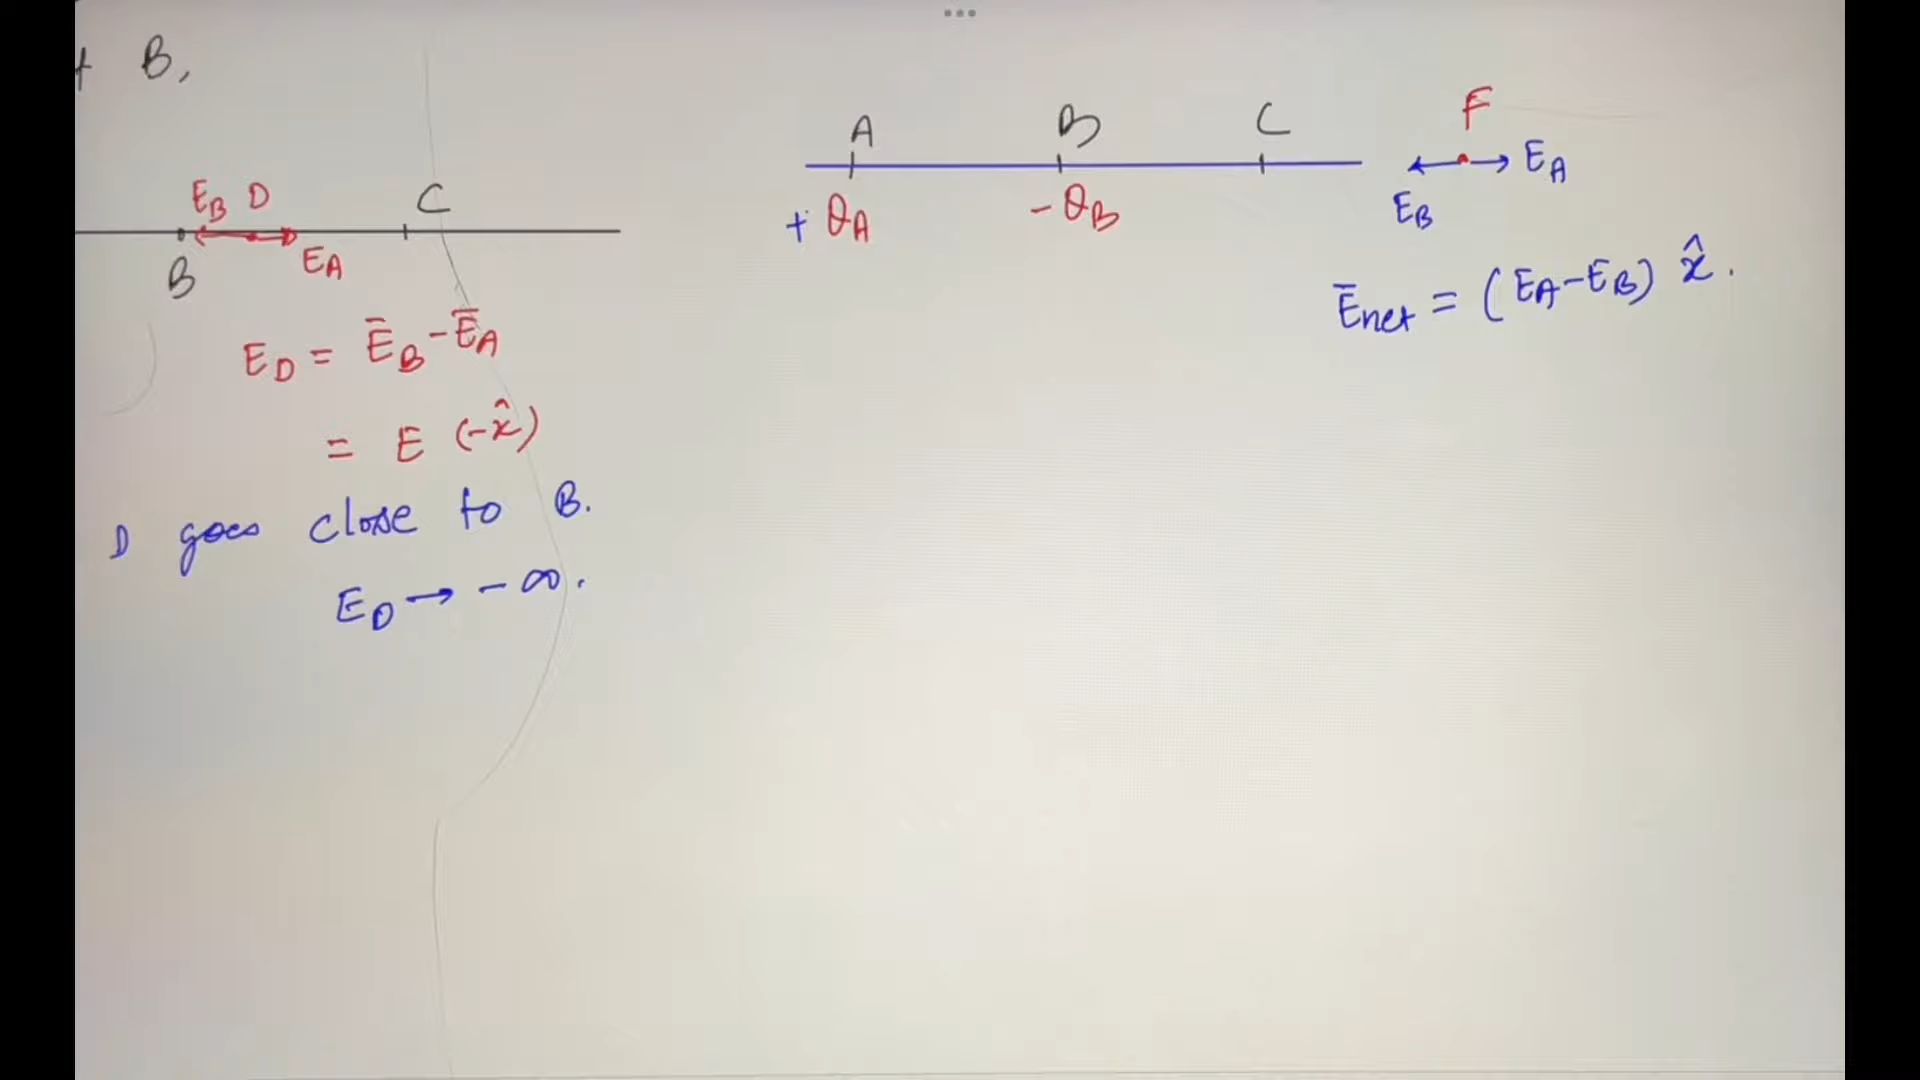 B,
E_B D C
B E_A
E_D = Ē_B - Ē_A
= E (-x̂)
D goes close to B.
E_D → -∞.
A B C F
E_A
+ Q_A - Q_B E_B
Ē_net = (E_A - E_B) x̂.